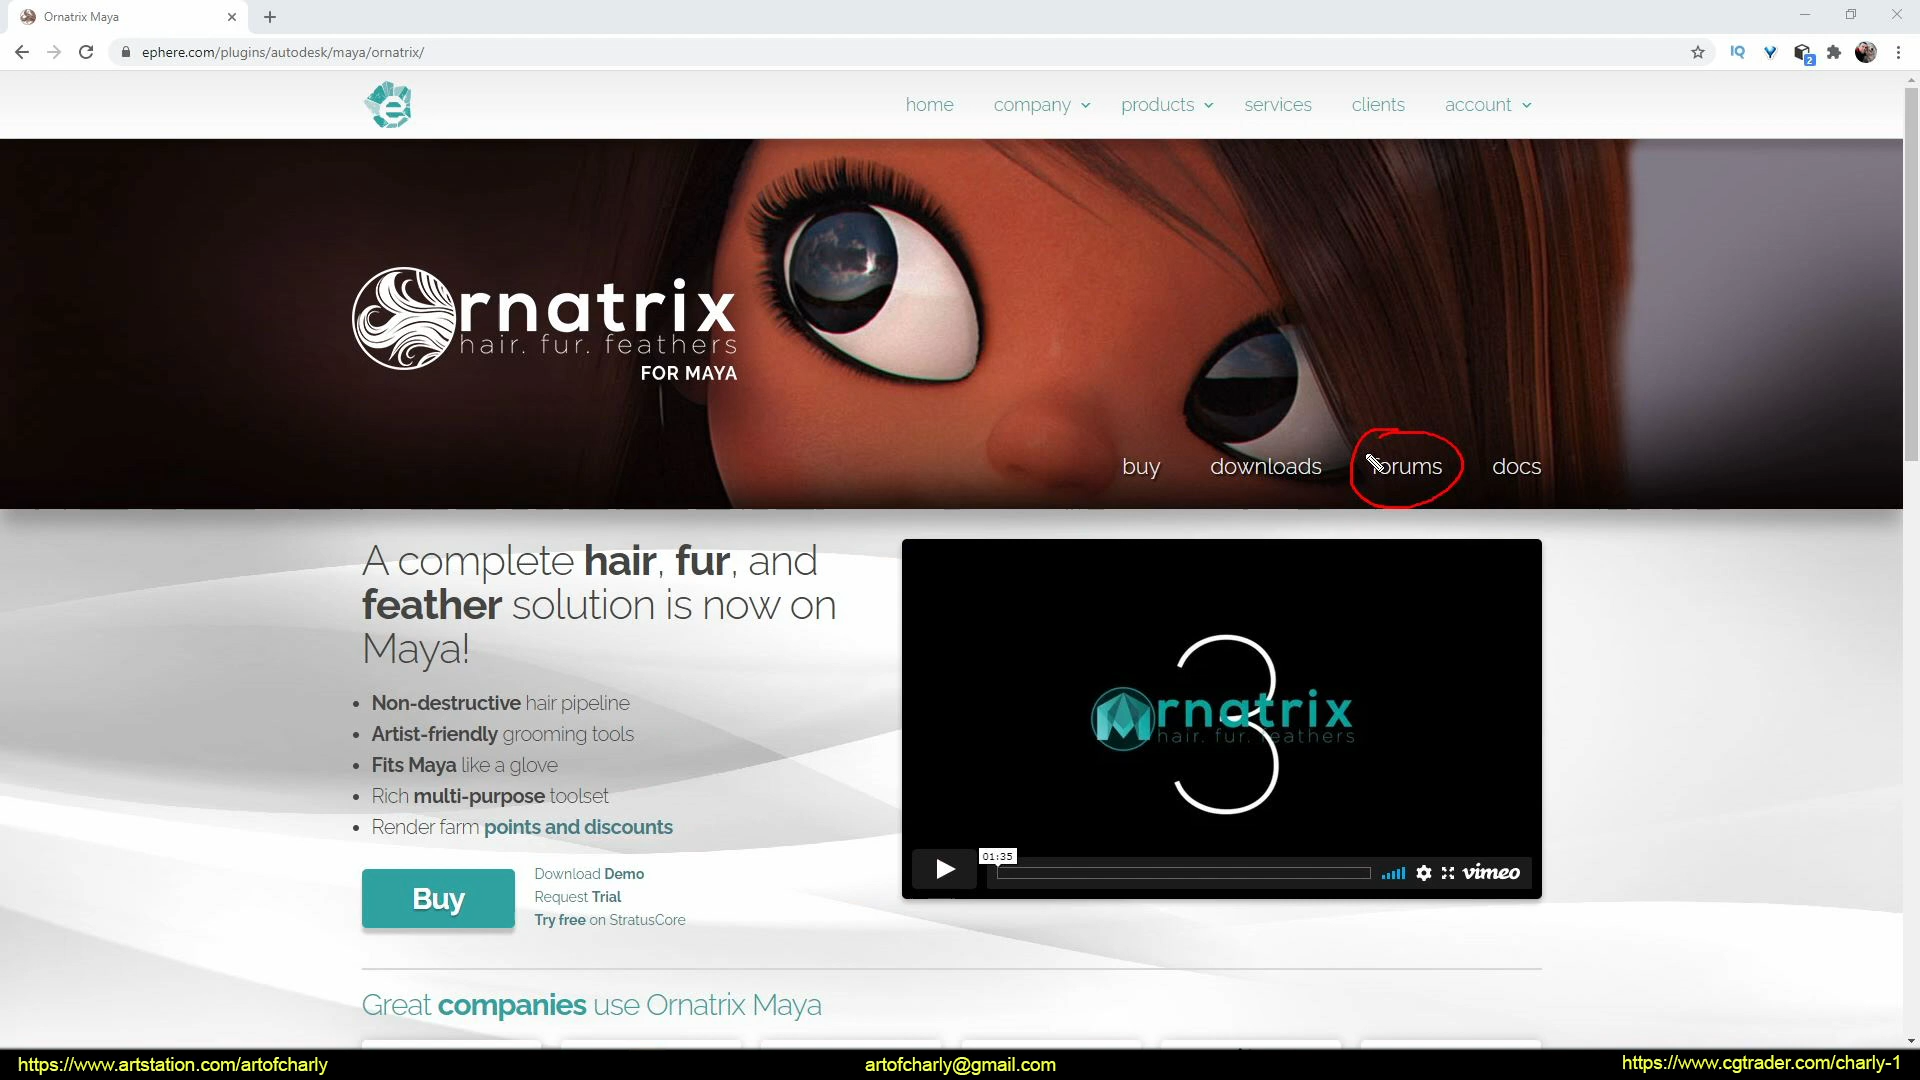 Ornatrix Maya
ephere.com/plugins/autodesk/maya/ornatrix/
IQ
2
e
home company products services clients account
rnatrix
hair. fur. feathers
FOR MAYA
buy downloads forums docs
A complete hair, fur, and
feather solution is now on
Maya!
Non-destructive hair pipeline
Artist-friendly grooming tools
Fits Maya like a glove
Rich multi-purpose toolset
Render farm points and discounts
Buy
Download Demo
Request Trial
Try free on StratusCore
3
rnatrix
hair. fur. feathers
01:35
vimeo
Great companies use Ornatrix Maya
https://www.artstation.com/artofcharly
artofcharly@gmail.com
https://www.cgtrader.com/charly-1